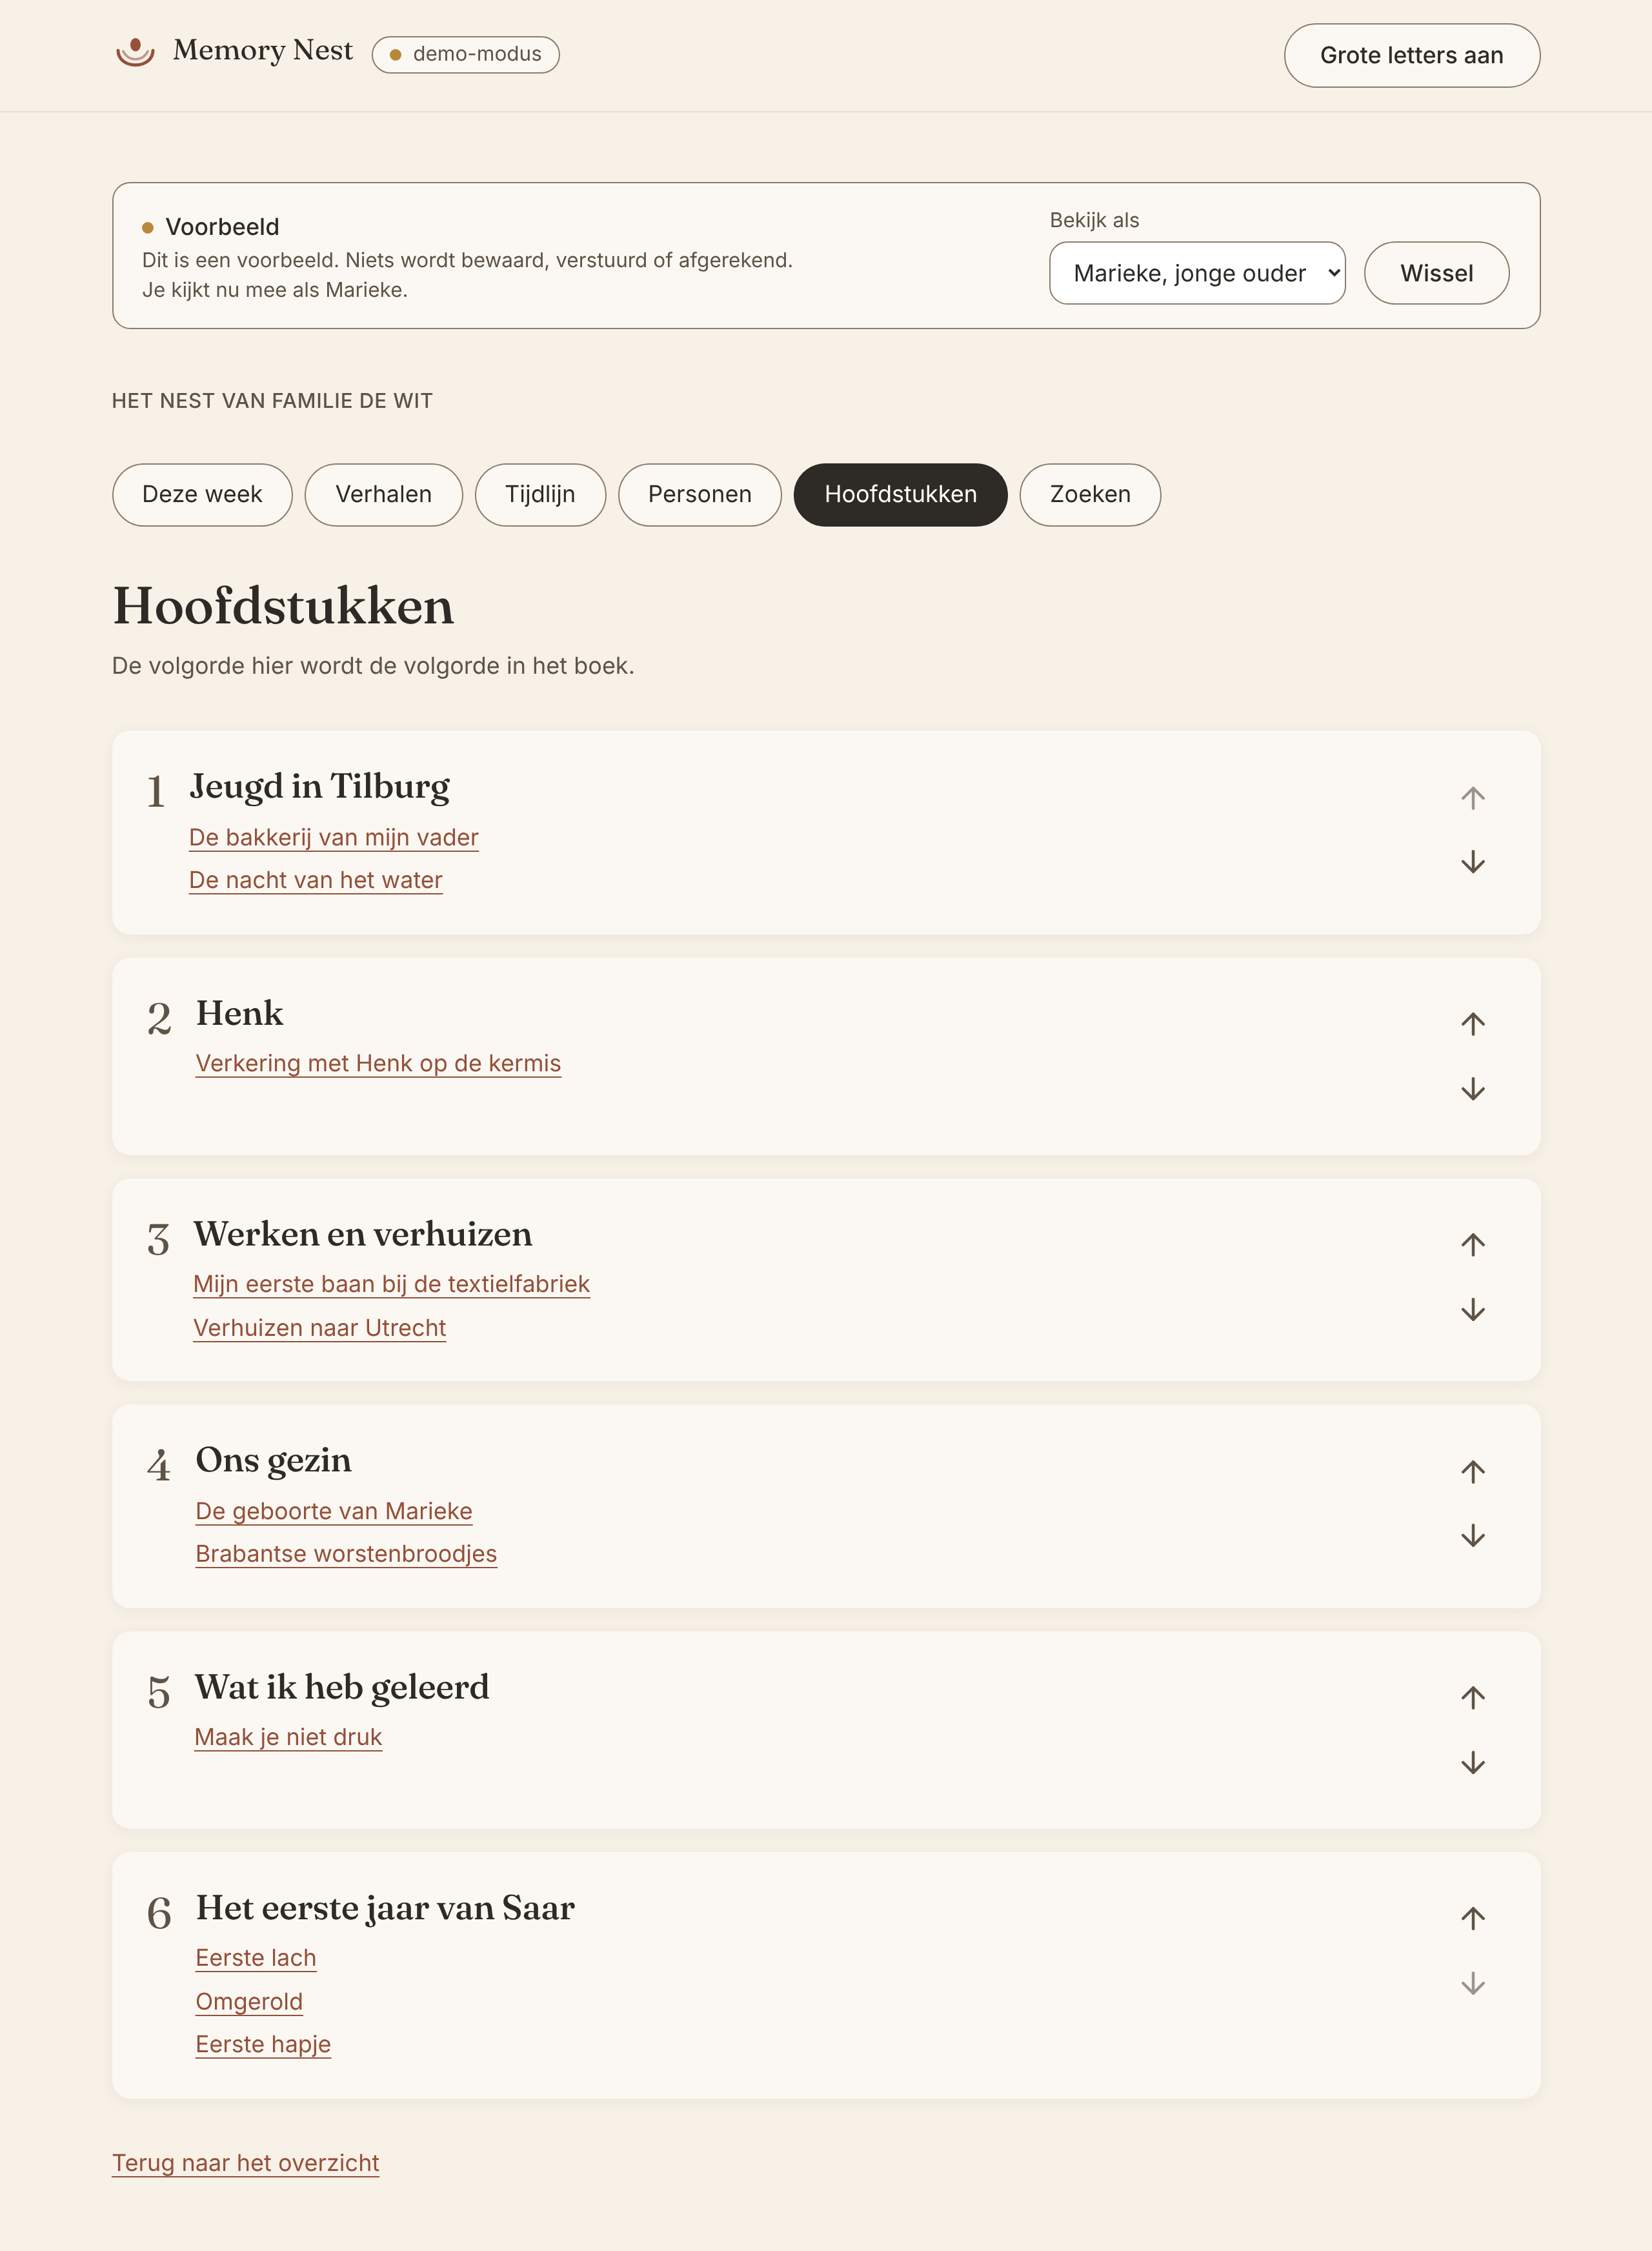 Memory Nest
demo-modus
Grote letters aan
Voorbeeld
Dit is een voorbeeld. Niets wordt bewaard, verstuurd of afgerekend.
Je kijkt nu mee als Marieke.
Bekijk als
Marieke, jonge ouder
Wissel
HET NEST VAN FAMILIE DE WIT
Deze week
Verhalen
Tijdlijn
Personen
Hoofdstukken
Zoeken
Hoofdstukken
De volgorde hier wordt de volgorde in het boek.
1 Jeugd in Tilburg
De bakkerij van mijn vader
De nacht van het water
2 Henk
Verkering met Henk op de kermis
3 Werken en verhuizen
Mijn eerste baan bij de textielfabriek
Verhuizen naar Utrecht
4 Ons gezin
De geboorte van Marieke
Brabantse worstenbroodjes
5 Wat ik heb geleerd
Maak je niet druk
6 Het eerste jaar van Saar
Eerste lach
Omgerold
Eerste hapje
Terug naar het overzicht